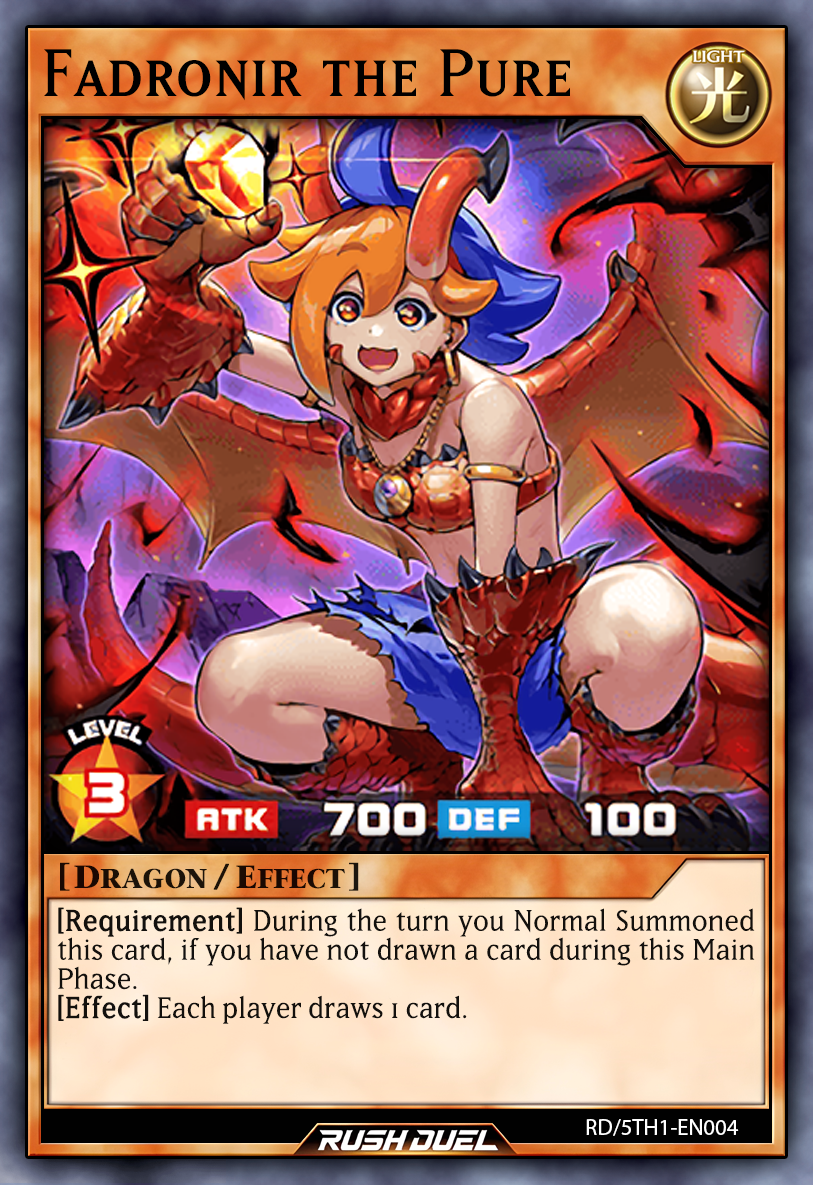 Fadronir the Pure
LIGHT
光
LEVEL
3
ATK 700 DEF 100
[Dragon / Effect]
[Requirement] During the turn you Normal Summoned
this card, if you have not drawn a card during this Main
Phase.
[Effect] Each player draws 1 card.
RD/5TH1-EN004
RUSH DUEL